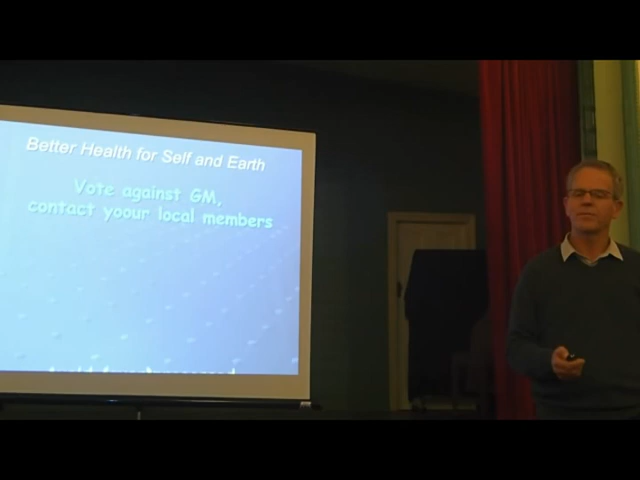 Better Health for Self and Earth
Vote against GM,
contact yoour local members